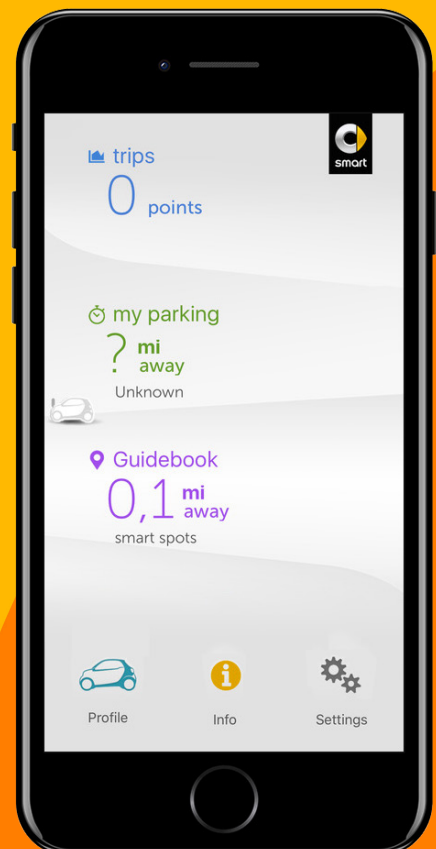 trips
0 points
smart
my parking
? mi
away
Unknown
Guidebook
0,1 mi
away
smart spots
Profile
Info
Settings